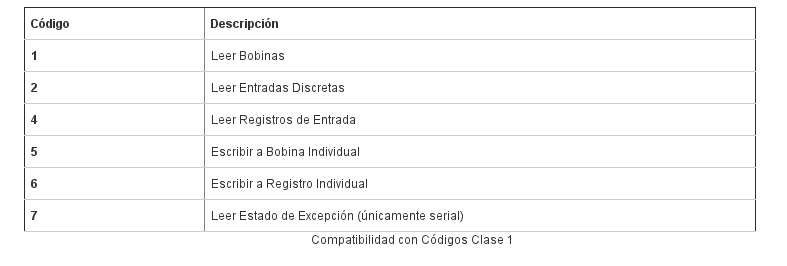 Código Descripción
1 Leer Bobinas
2 Leer Entradas Discretas
4 Leer Registros de Entrada
5 Escribir a Bobina Individual
6 Escribir a Registro Individual
7 Leer Estado de Excepción (únicamente serial)
Compatibilidad con Códigos Clase 1